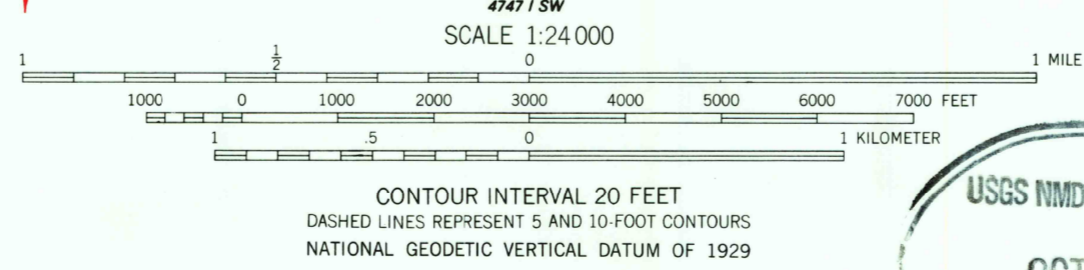 4747 I SW
SCALE 1:24 000
1 ½ 0 1 MILE
1000 0 1000 2000 3000 4000 5000 6000 7000 FEET
1 .5 0 1 KILOMETER
CONTOUR INTERVAL 20 FEET
DASHED LINES REPRESENT 5 AND 10-FOOT CONTOURS
NATIONAL GEODETIC VERTICAL DATUM OF 1929
USGS NMD